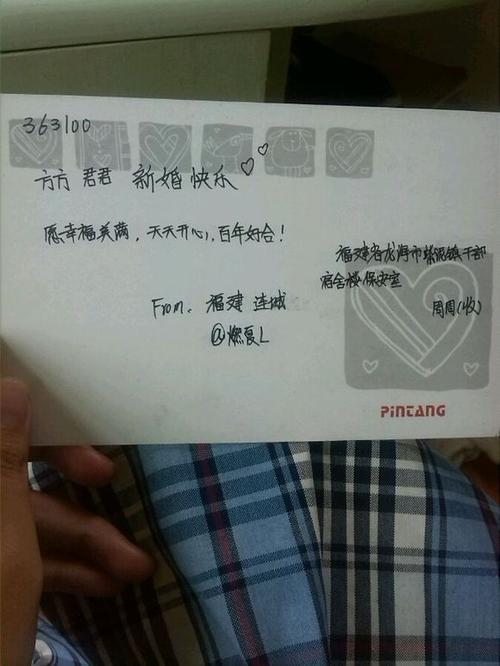 363100
方方 君君 新婚快乐♡♡
愿幸福美满，天天开心，百年好合！
福建省龙海市紫泥镇干部
宿舍楼保安室
周周(收)
From. 福建 连城
@燃夏L
PINTANG